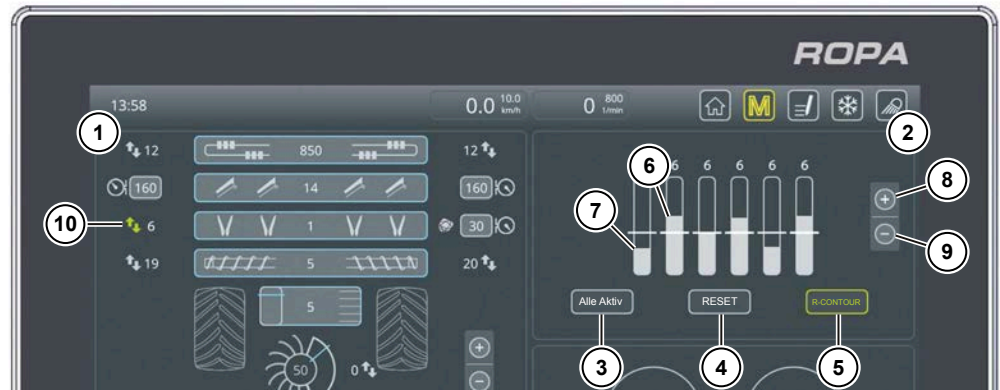 ROPA
13:58
0.0 10.0 km/h
0 800 1/min
M
1
2
12 850 12
160 14 160
10
6 1 30
19 5 20
5
50 0
6
6 6 6 6 6
7
8
+
9
−
Alle Aktiv RESET R-CONTOUR
3 4 5
+
−